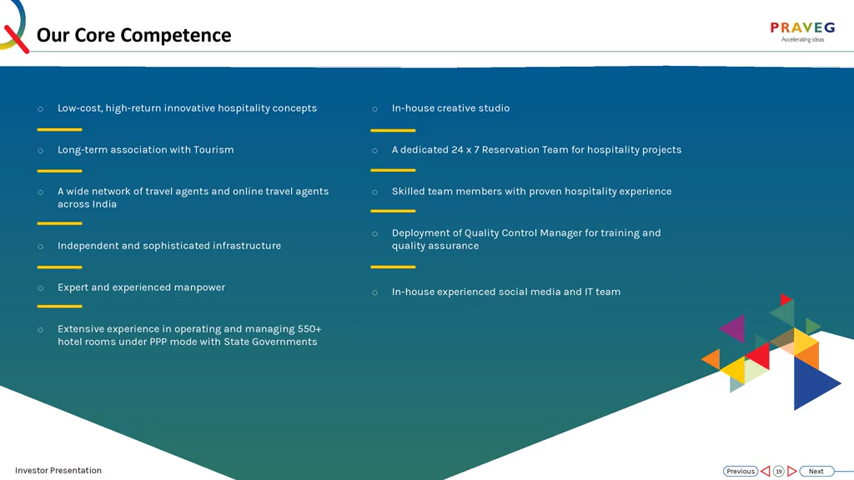 Our Core Competence
PRAVEG
Accelerating ideas
Low-cost, high-return innovative hospitality concepts
Long-term association with Tourism
A wide network of travel agents and online travel agents
across India
Independent and sophisticated infrastructure
Expert and experienced manpower
Extensive experience in operating and managing 550+
hotel rooms under PPP mode with State Governments
In-house creative studio
A dedicated 24 x 7 Reservation Team for hospitality projects
Skilled team members with proven hospitality experience
Deployment of Quality Control Manager for training and
quality assurance
In-house experienced social media and IT team
Investor Presentation
Previous
19
Next